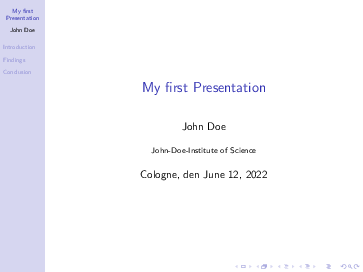 My first
Presentation
John Doe
Introduction
Findings
Conclusion
My first Presentation
John Doe
John-Doe-Institute of Science
Cologne, den June 12, 2022